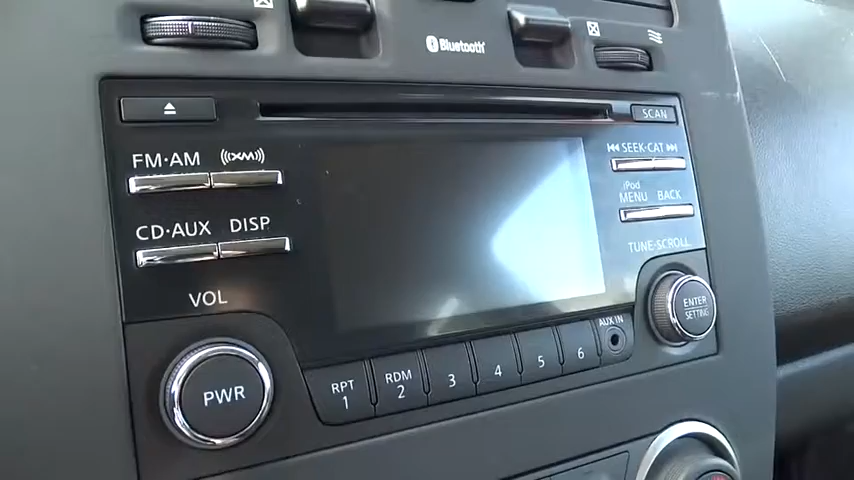 Bluetooth
SCAN
FM·AM
((XM))
SEEK·CAT
iPod
MENU
BACK
CD·AUX
DISP
TUNE·SCROLL
VOL
ENTER
SETTING
AUX IN
PWR
RPT
1
RDM
2
3
4
5
6